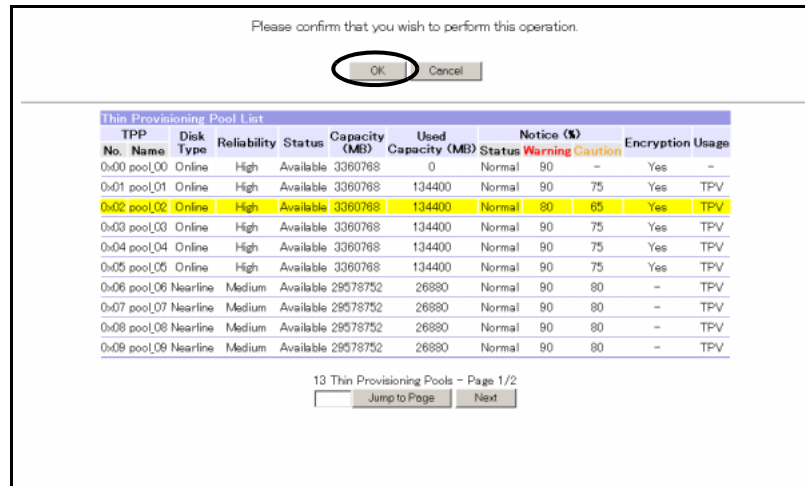 Please confirm that you wish to perform this operation.
OK Cancel
Thin Provisioning Pool List
TPP Disk Type Reliability Status Capacity (MB) Used Capacity (MB) Notice (%) Encryption Usage
No. Name Status Warning Caution
0x00 pool_00 Online High Available 3360768 0 Normal 90 - Yes -
0x01 pool_01 Online High Available 3360768 134400 Normal 90 75 Yes TPV
0x02 pool_02 Online High Available 3360768 134400 Normal 80 65 Yes TPV
0x03 pool_03 Online High Available 3360768 134400 Normal 90 75 Yes TPV
0x04 pool_04 Online High Available 3360768 134400 Normal 90 75 Yes TPV
0x05 pool_05 Online High Available 3360768 134400 Normal 90 75 Yes TPV
0x06 pool_06 Nearline Medium Available 29578752 26880 Normal 90 80 - TPV
0x07 pool_07 Nearline Medium Available 29578752 26880 Normal 90 80 - TPV
0x08 pool_08 Nearline Medium Available 29578752 26880 Normal 90 80 - TPV
0x09 pool_09 Nearline Medium Available 29578752 26880 Normal 90 80 - TPV
13 Thin Provisioning Pools - Page 1/2
Jump to Page Next